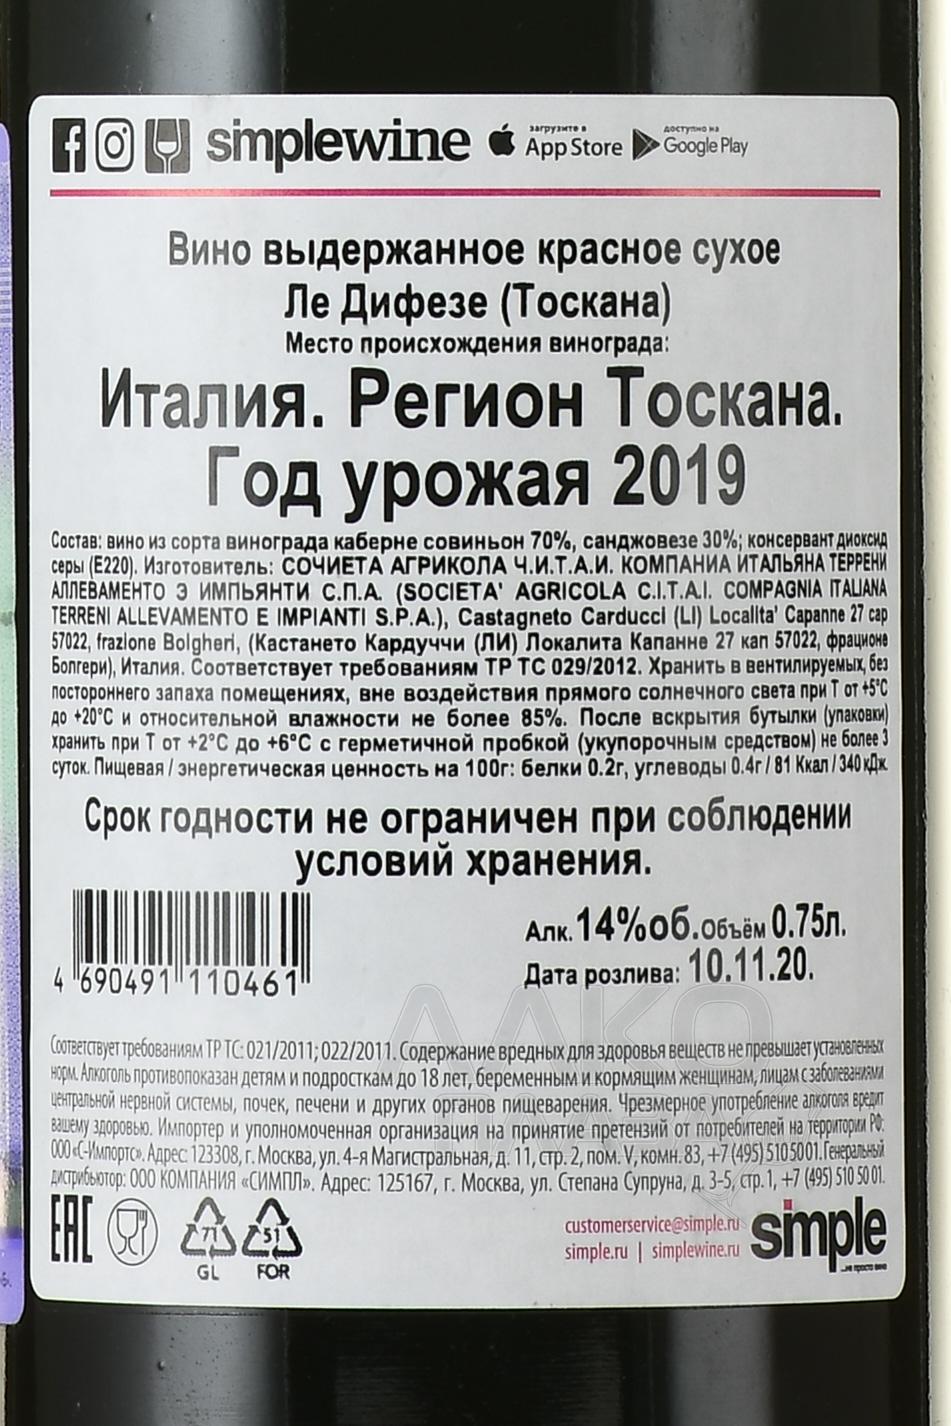 simplewine загрузите в App Store доступно на Google Play
Вино выдержанное красное сухое
Ле Дифезе (Тоскана)
Место происхождения винограда:
Италия. Регион Тоскана.
Год урожая 2019
Состав: вино из сорта винограда каберне совиньон 70%, санджовезе 30%; консервант диоксид
серы (Е220). Изготовитель: СОЧИЕТА АГРИКОЛА Ч.И.Т.А.И. КОМПАНИА ИТАЛЬЯНА ТЕРРЕНИ
АЛЛЕВАМЕНТО Э ИМПЬЯНТИ С.П.А. (SOCIETA' AGRICOLA C.I.T.A.I. COMPAGNIA ITALIANA
TERRENI ALLEVAMENTO E IMPIANTI S.P.A.), Castagneto Carducci (LI) Localita' Capanne 27 cap
57022, frazione Bolgheri, (Кастането Кардуччи (ЛИ) Локалита Капанне 27 кап 57022, фрационе
Болгери), Италия. Соответствует требованиям ТР ТС 029/2012. Хранить в вентилируемых, без
постороннего запаха помещениях, вне воздействия прямого солнечного света при Т от +5°С
до +20°С и относительной влажности не более 85%. После вскрытия бутылки (упаковки)
хранить при Т от +2°С до +6°С с герметичной пробкой (укупорочным средством) не более 3
суток. Пищевая / энергетическая ценность на 100г: белки 0.2г, углеводы 0.4г / 81 Ккал / 340 кДж.
Срок годности не ограничен при соблюдении
условий хранения.
Алк. 14%об. Объём 0.75л.
Дата розлива: 10.11.20.
4 690491 110461
Соответствует требованиям ТР ТС: 021/2011; 022/2011. Содержание вредных для здоровья веществ не превышает установленных
норм. Алкоголь противопоказан детям и подросткам до 18 лет, беременным и кормящим женщинам, лицам с заболеваниями
центральной нервной системы, почек, печени и других органов пищеварения. Чрезмерное употребление алкоголя вредит
вашему здоровью. Импортер и уполномоченная организация на принятие претензий от потребителей на территории РФ:
ООО «С-Импортс». Адрес: 123308, г. Москва, ул. 4-я Магистральная, д. 11, стр. 2, пом. V, комн. 83, +7 (495) 510 50 01. Генеральный
дистрибьютор: ООО КОМПАНИЯ «СИМПЛ». Адрес: 125167, г. Москва, ул. Степана Супруна, д. 3-5, стр. 1, +7 (495) 510 50 01.
EAC 71 51 customerservice@simple.ru simple
GL FOR simple.ru | simplewine.ru ...не просто вино